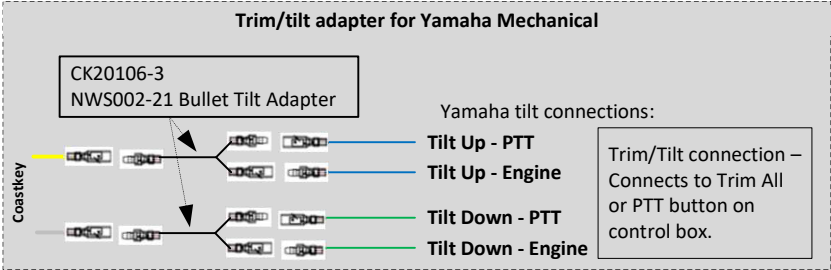 Trim/tilt adapter for Yamaha Mechanical
CK20106-3
NWS002-21 Bullet Tilt Adapter
Yamaha tilt connections:
Coastkey
Tilt Up - PTT
Tilt Up - Engine
Tilt Down - PTT
Tilt Down - Engine
Trim/Tilt connection –
Connects to Trim All
or PTT button on
control box.